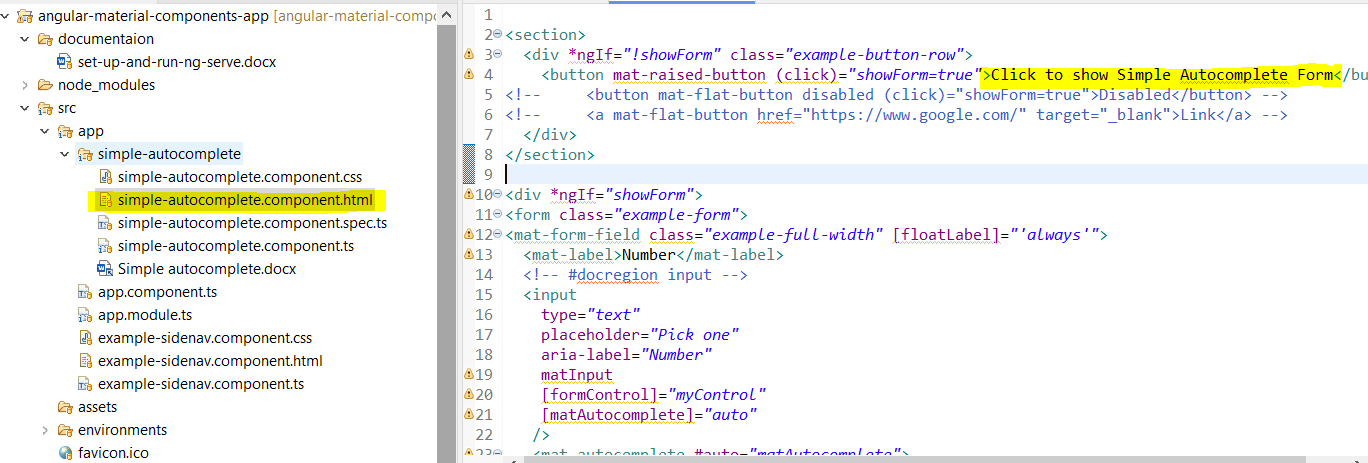 angular-material-components-app [angular-material-compo
documentaion
set-up-and-run-ng-serve.docx
node_modules
src
app
simple-autocomplete
simple-autocomplete.component.css
simple-autocomplete.component.html
simple-autocomplete.component.spec.ts
simple-autocomplete.component.ts
Simple autocomplete.docx
app.component.ts
app.module.ts
example-sidenav.component.css
example-sidenav.component.html
example-sidenav.component.ts
assets
environments
favicon.ico
1
2 <section>
3 <div *ngIf="!showForm" class="example-button-row">
4 <button mat-raised-button (click)="showForm=true">Click to show Simple Autocomplete Form</bu
5 <!-- <button mat-flat-button disabled (click)="showForm=true">Disabled</button> -->
6 <!-- <a mat-flat-button href="https://www.google.com/" target="_blank">Link</a> -->
7 </div>
8 </section>
9
10 <div *ngIf="showForm">
11 <form class="example-form">
12 <mat-form-field class="example-full-width" [floatLabel]="'always'">
13 <mat-label>Number</mat-label>
14 <!-- #docregion input -->
15 <input
16 type="text"
17 placeholder="Pick one"
18 aria-label="Number"
19 matInput
20 [formControl]="myControl"
21 [matAutocomplete]="auto"
22 />
23 <mat-autocomplete #auto="matAutocomplete">